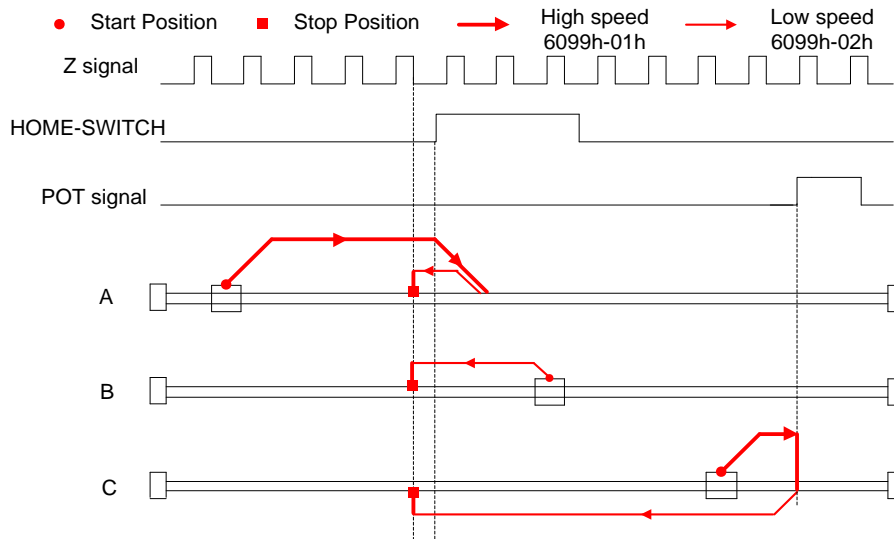 Start Position
Stop Position
High speed
6099h-01h
Low speed
6099h-02h
Z signal
HOME-SWITCH
POT signal
A
B
C